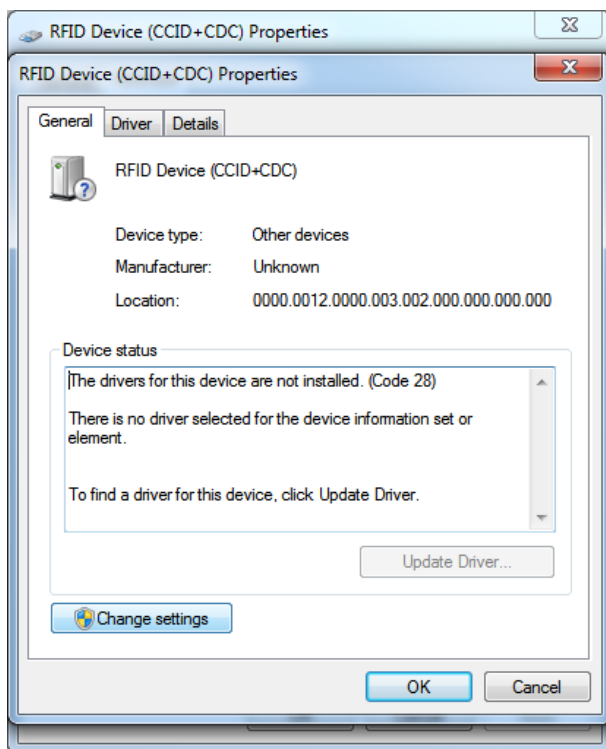 RFID Device (CCID+CDC) Properties
RFID Device (CCID+CDC) Properties
General Driver Details
RFID Device (CCID+CDC)
Device type: Other devices
Manufacturer: Unknown
Location: 0000.0012.0000.003.002.000.000.000.000
Device status
The drivers for this device are not installed. (Code 28)
There is no driver selected for the device information set or
element.
To find a driver for this device, click Update Driver.
Update Driver...
Change settings
OK Cancel